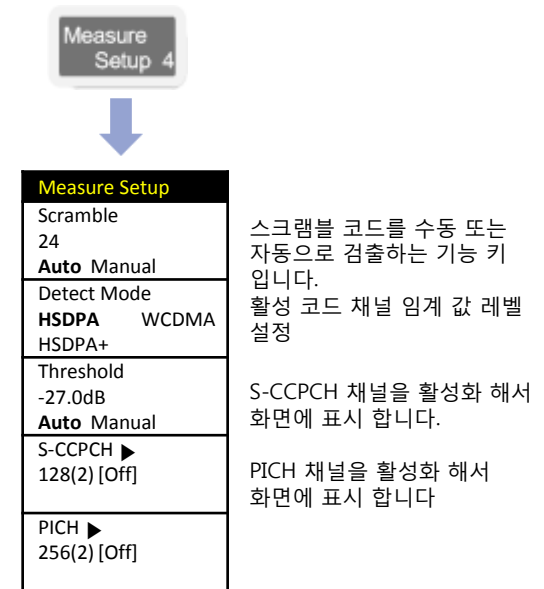 Measure
Setup 4
Measure Setup
Scramble
24
Auto Manual
Detect Mode
HSDPA WCDMA
HSDPA+
Threshold
-27.0dB
Auto Manual
S-CCPCH ▶
128(2) [Off]
PICH ▶
256(2) [Off]
스크램블 코드를 수동 또는
자동으로 검출하는 기능 키
입니다.
활성 코드 채널 임계 값 레벨
설정
S-CCPCH 채널을 활성화 해서
화면에 표시 합니다.
PICH 채널을 활성화 해서
화면에 표시 합니다